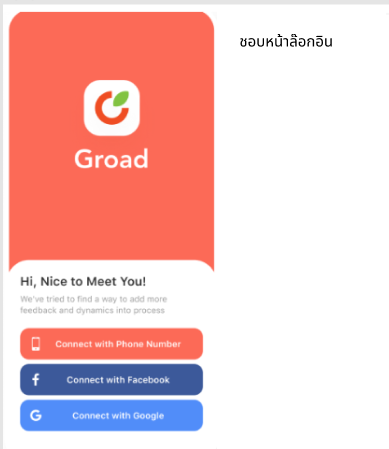 ชอบหน้าล๊อกอิน
Groad
Hi, Nice to Meet You!
We've tried to find a way to add more
feedback and dynamics into process
Connect with Phone Number
Connect with Facebook
Connect with Google